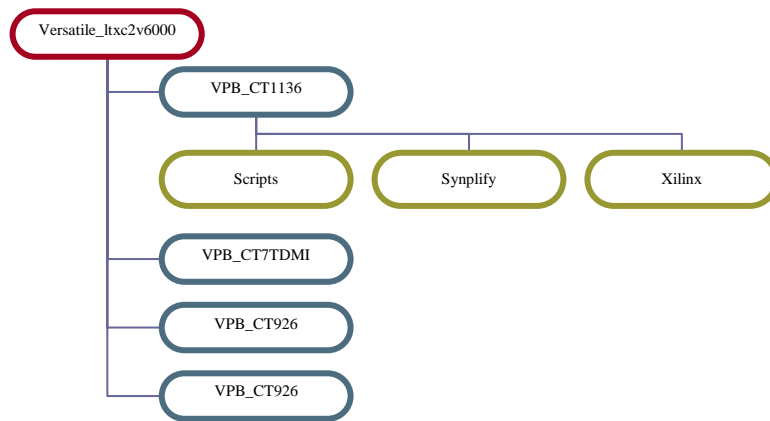 Versatile_ltxc2v6000
VPB_CT1136
Scripts
Synplify
Xilinx
VPB_CT7TDMI
VPB_CT926
VPB_CT926